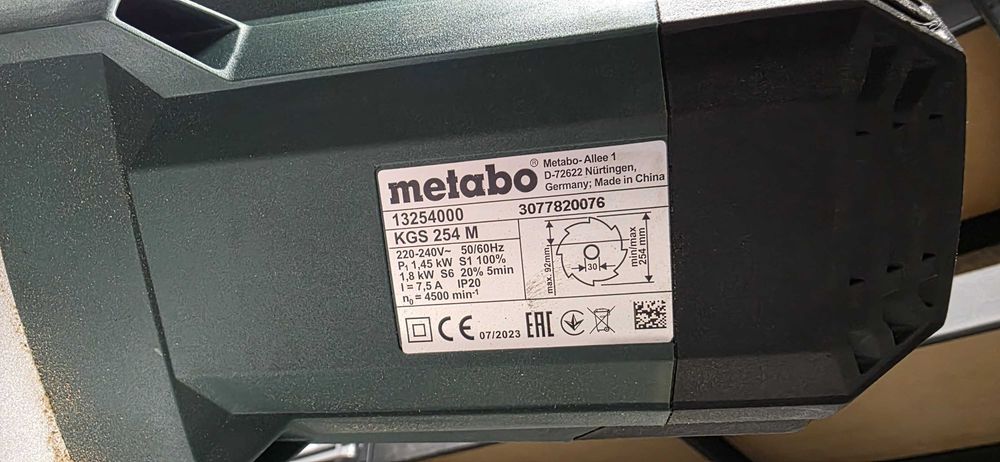 metabo®
Metabo-Allee 1
D-72622 Nürtingen,
Germany; Made in China
13254000
3077820076
KGS 254 M
220-240V~ 50/60Hz
P₁ 1,45 kW S1 100%
1,8 kW S6 20% 5min
I = 7,5 A IP20
n₀ = 4500 min⁻¹
max. 92mm
30
min/max
254 mm
CE
07/2023
EAC